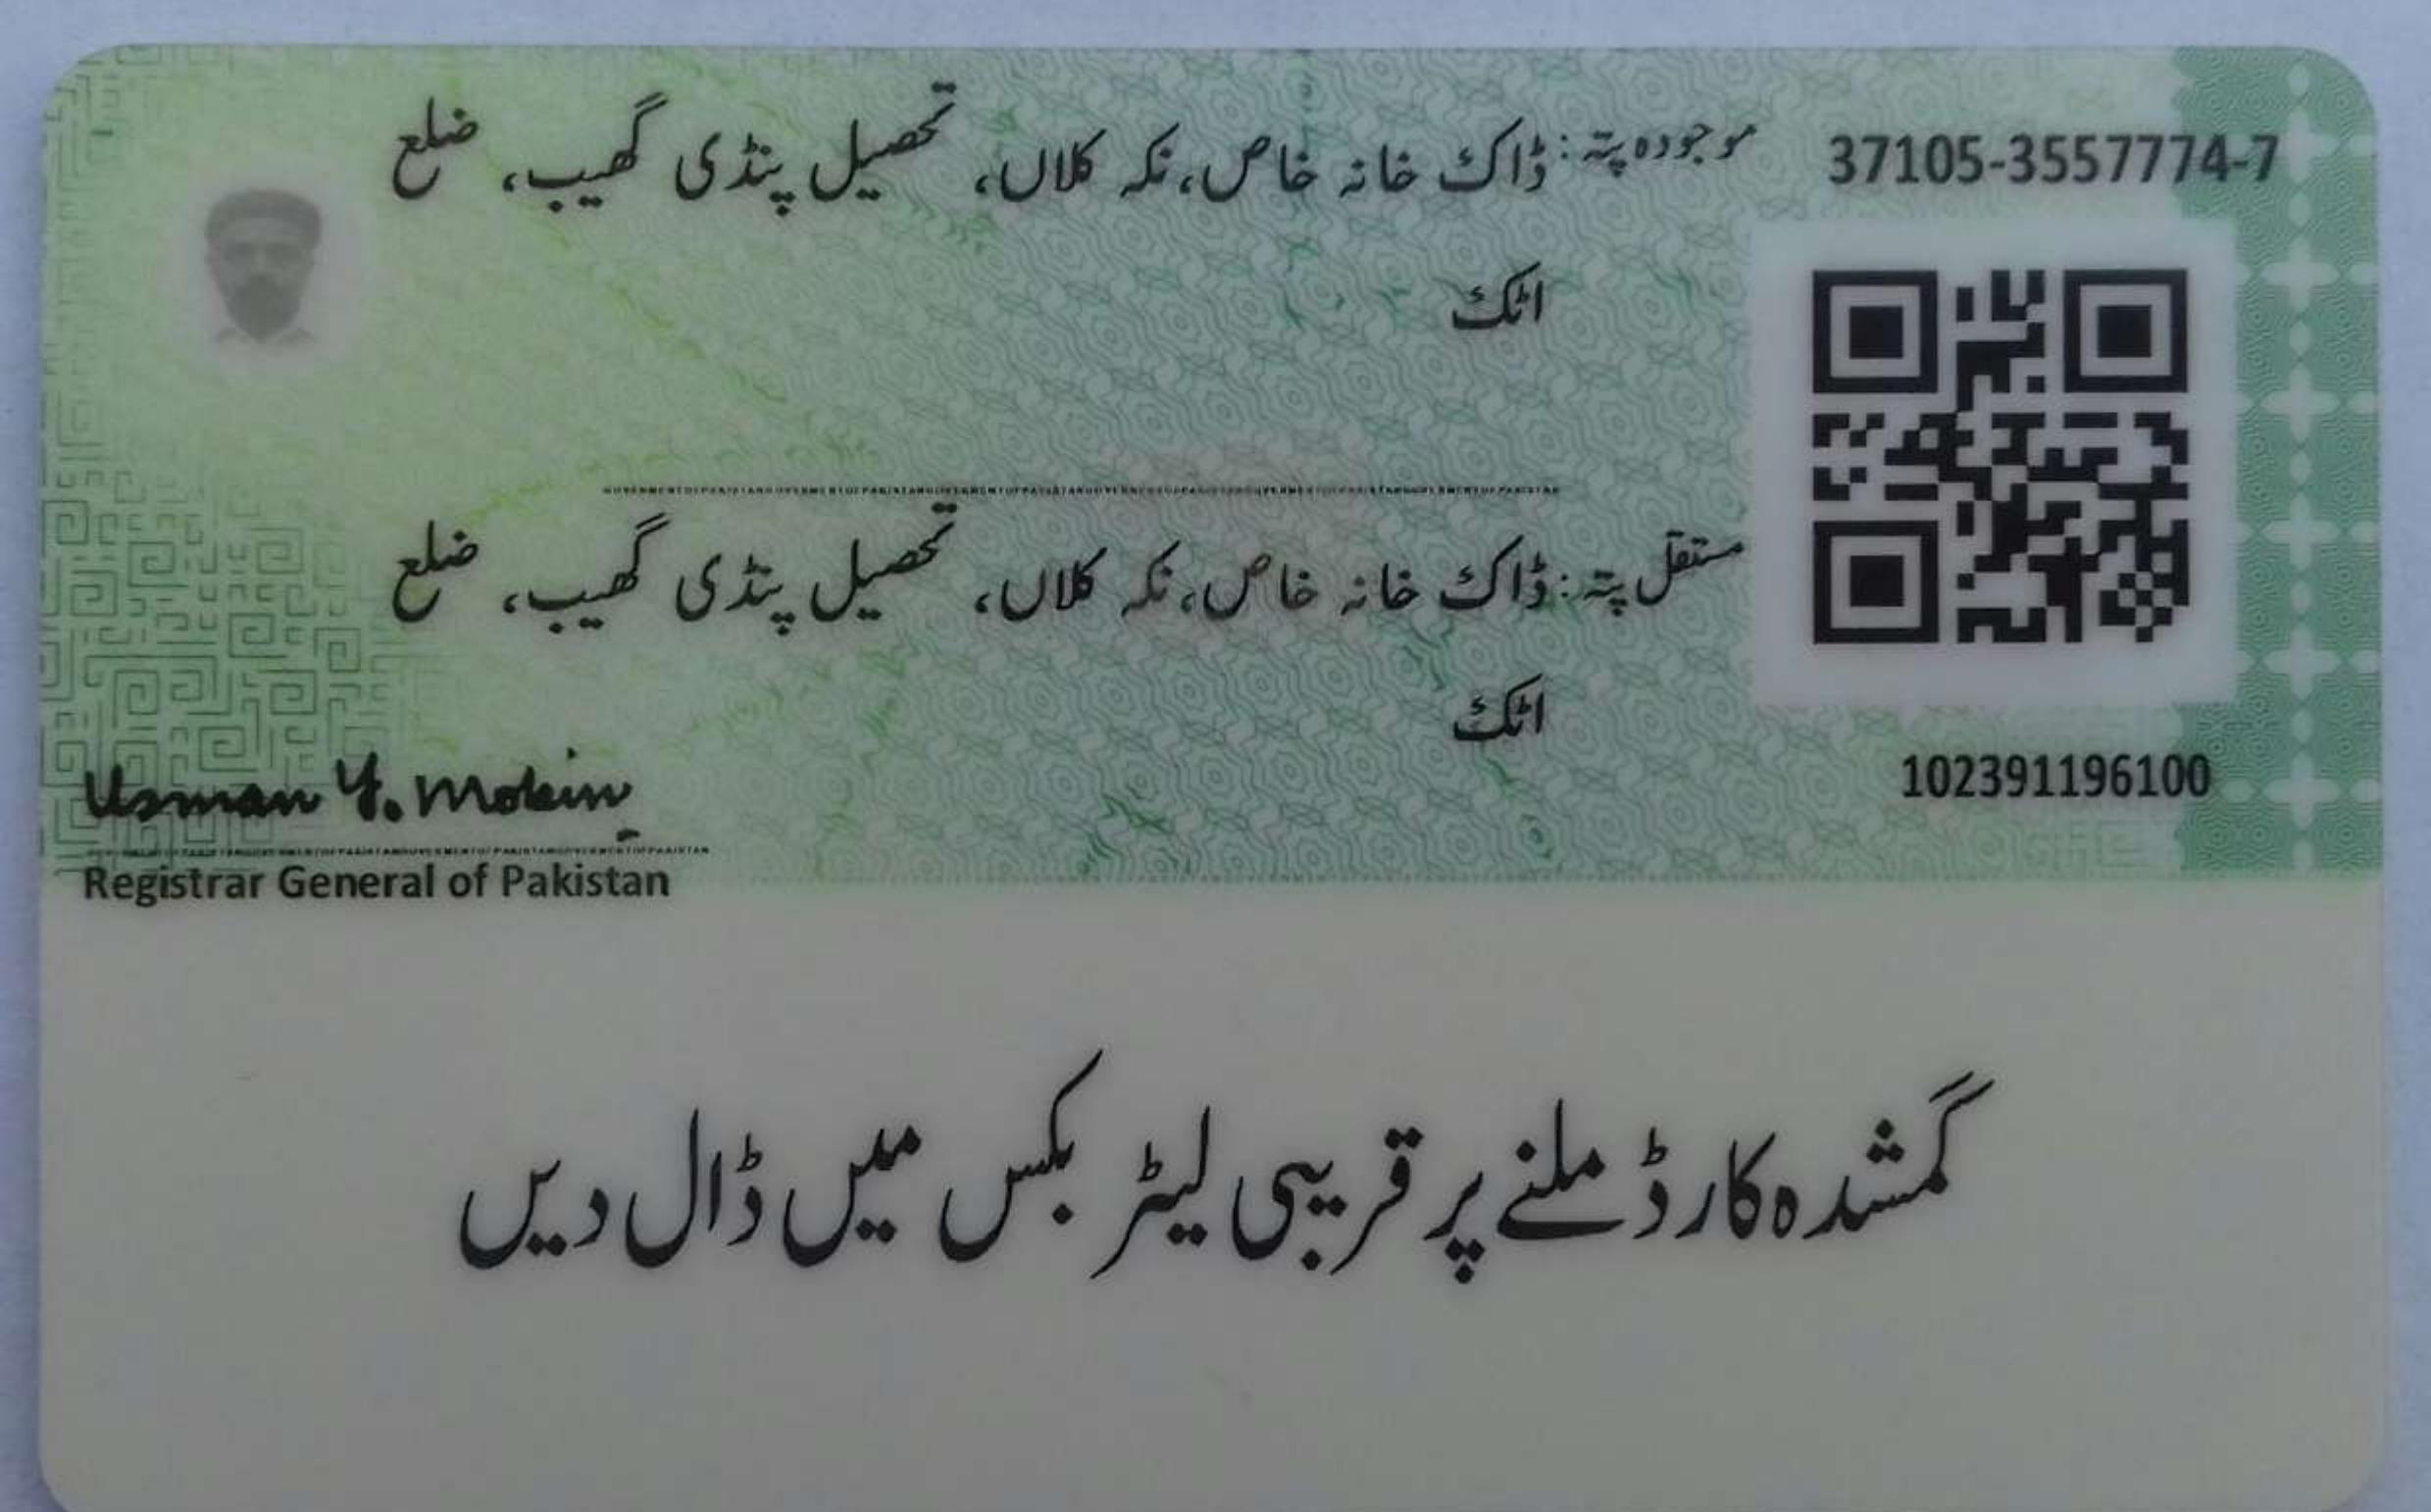 37105-3557774-7
موجودہ پتہ: ڈاک خانہ خاص، نکہ کلاں، تحصیل پنڈی گھیب، ضلع
اٹک
مستقل پتہ: ڈاک خانہ خاص، نکہ کلاں، تحصیل پنڈی گھیب، ضلع
اٹک
102391196100
Usman Y. Mobin
Registrar General of Pakistan
گمشدہ کارڈ ملنے پر قریبی لیٹر بکس میں ڈال دیں